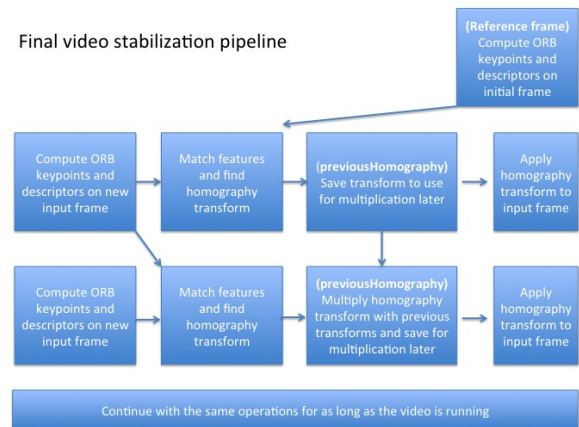 Final video stabilization pipeline
(Reference frame)
Compute ORB
keypoints and
descriptors on
initial frame
Compute ORB
keypoints and
descriptors on new
input frame
Match features
and find
homography
transform
(previousHomography)
Save transform to use
for multiplication later
Apply
homography
transform to
input frame
Compute ORB
keypoints and
descriptors on new
input frame
Match features
and find
homography
transform
(previousHomography)
Multiply homography
transform with previous
transforms and save for
multiplication later
Apply
homography
transform to
input frame
Continue with the same operations for as long as the video is running